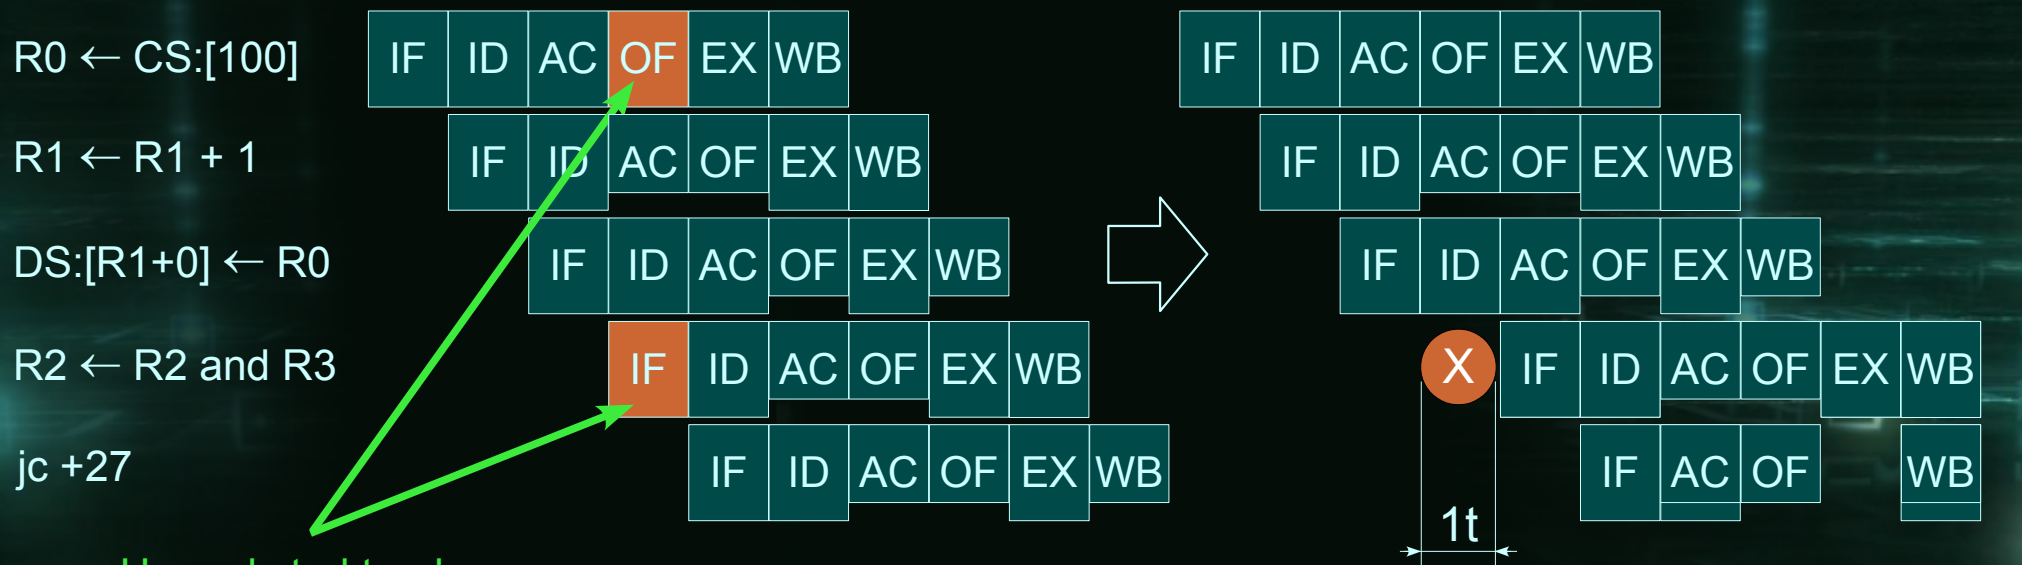 R0 ← CS:[100] IF ID AC OF EX WB IF ID AC OF EX WB
R1 ← R1 + 1 IF ID AC OF EX WB IF ID AC OF EX WB
DS:[R1+0] ← R0 IF ID AC OF EX WB IF ID AC OF EX WB
R2 ← R2 and R3 IF ID AC OF EX WB X IF ID AC OF EX WB
jc +27 IF ID AC OF EX WB IF AC OF WB
1t